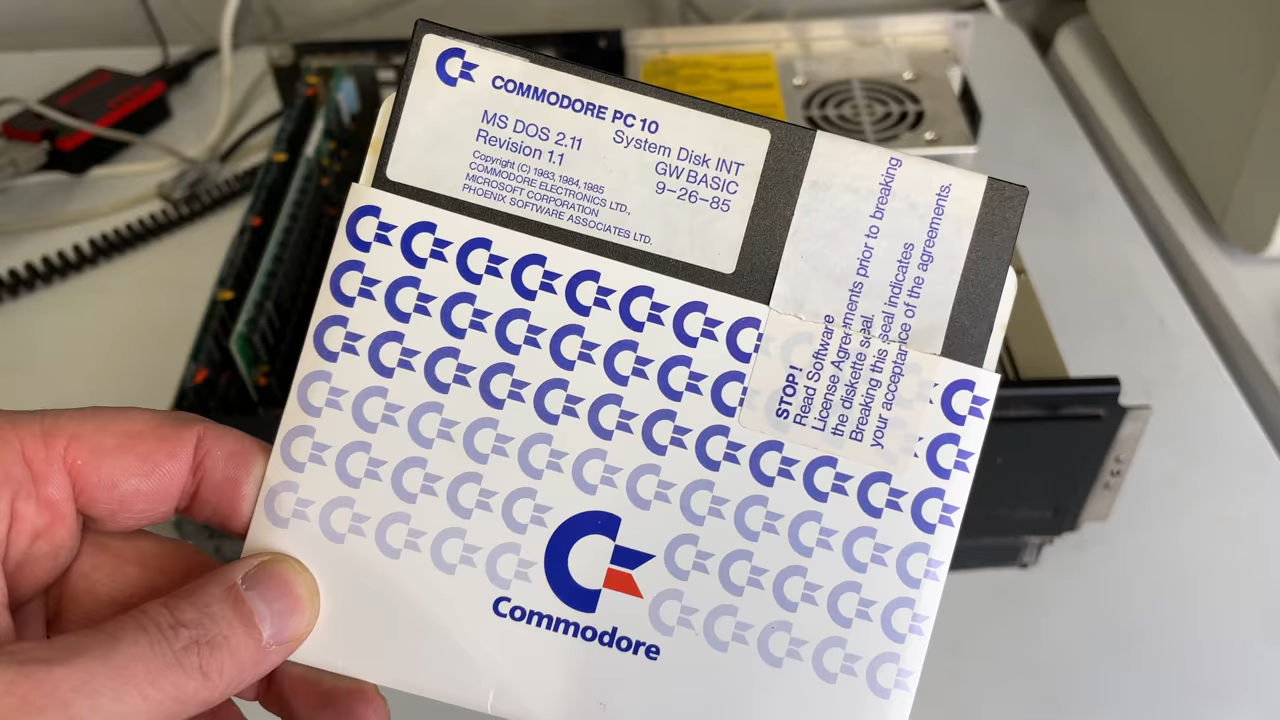 COMMODORE PC 10
MS DOS 2.11
Revision 1.1
System Disk INT
GW BASIC
9-26-85
Copyright (C) 1983, 1984, 1985
COMMODORE ELECTRONICS LTD.,
MICROSOFT CORPORATION
PHOENIX SOFTWARE ASSOCIATES LTD.
STOP!
Read Software
License Agreements prior to breaking
the diskette seal.
Breaking this seal indicates
your acceptance of the agreements.
Commodore